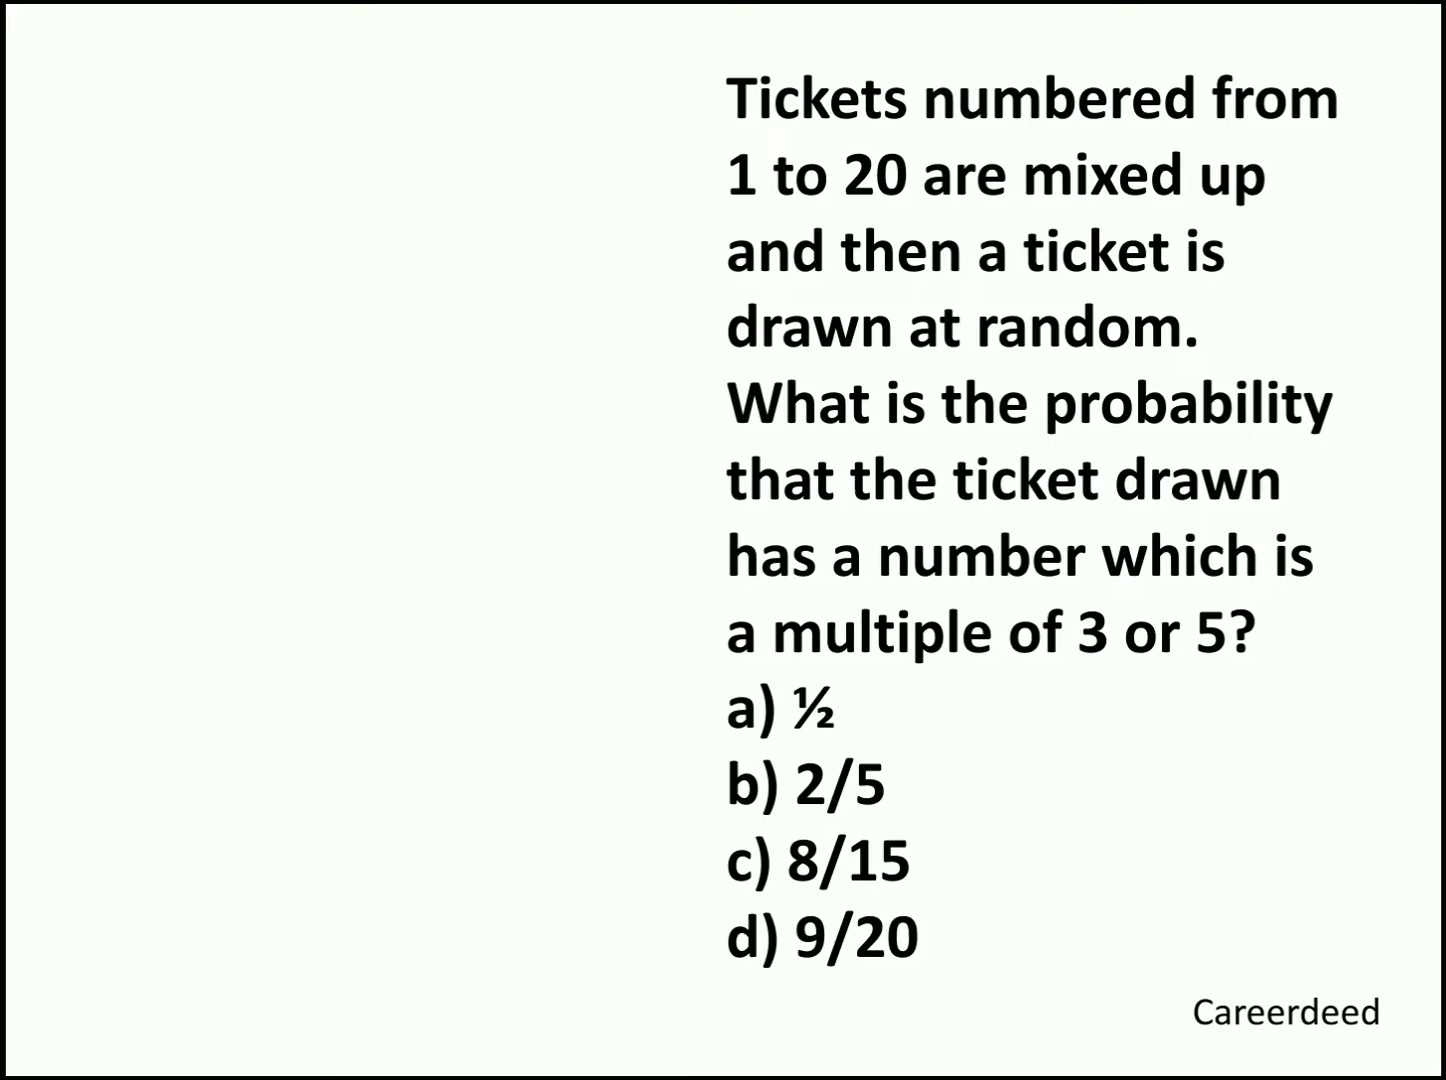 Tickets numbered from
1 to 20 are mixed up
and then a ticket is
drawn at random.
What is the probability
that the ticket drawn
has a number which is
a multiple of 3 or 5?
a) ½
b) 2/5
c) 8/15
d) 9/20
Careerdeed